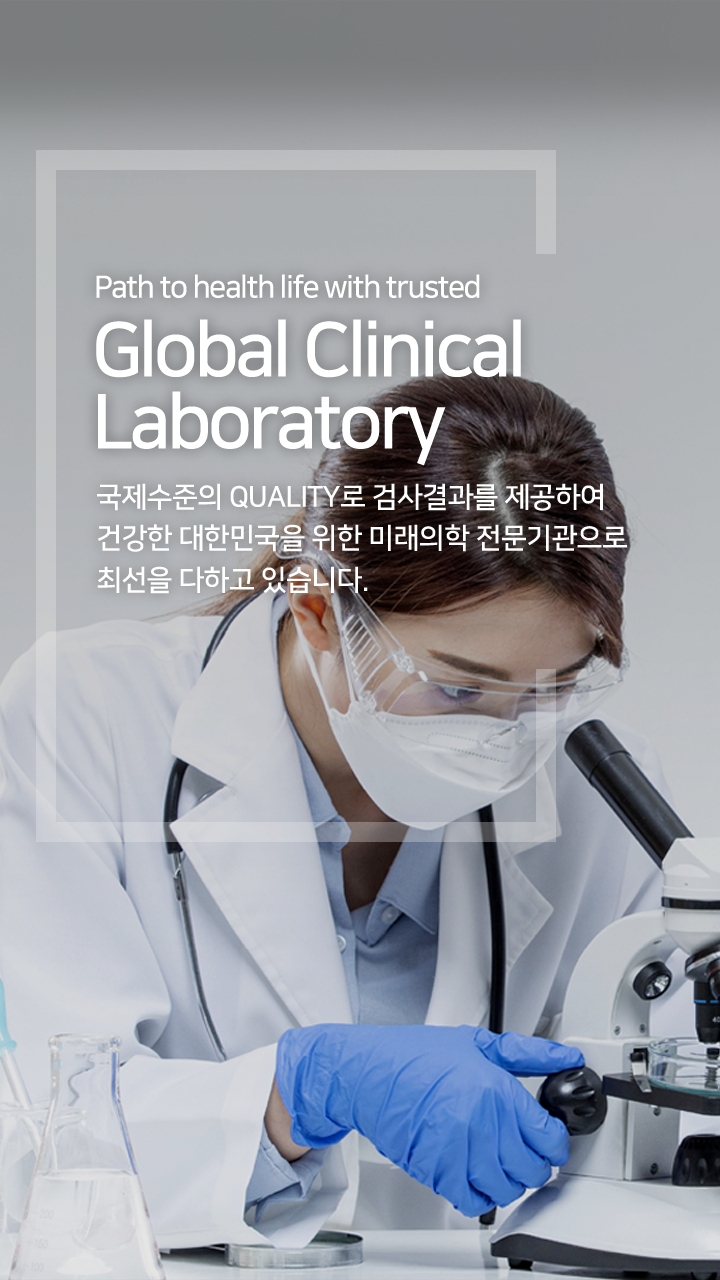 Path to health life with trusted
Global Clinical
Laboratory
국제수준의 QUALITY로 검사결과를 제공하여
건강한 대한민국을 위한 미래의학 전문기관으로
최선을 다하고 있습니다.